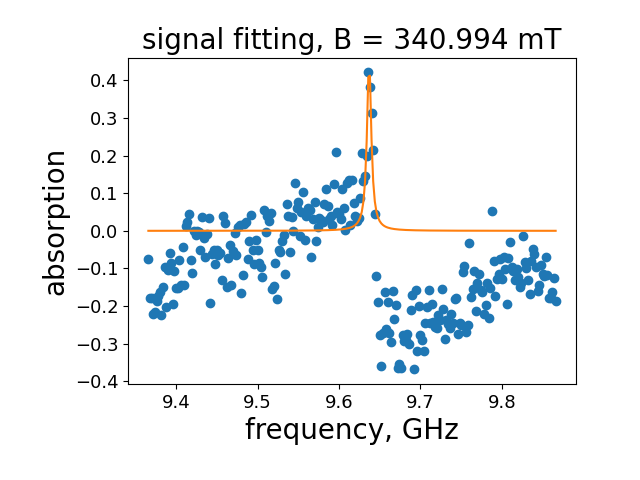 signal fitting, B = 340.994 mT
absorption
0.4
0.3
0.2
0.1
0.0
−0.1
−0.2
−0.3
−0.4
9.4 9.5 9.6 9.7 9.8
frequency, GHz